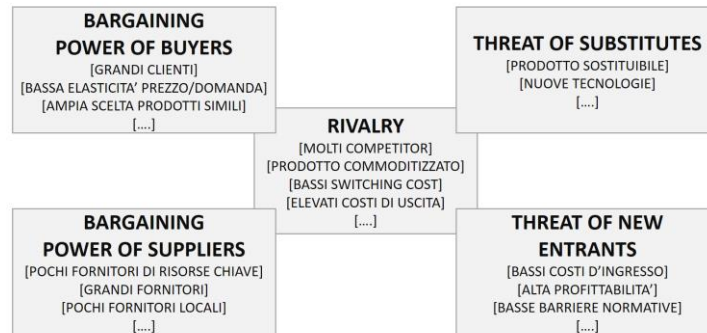 BARGAINING
POWER OF BUYERS
[GRANDI CLIENTI]
[BASSA ELASTICITA' PREZZO/DOMANDA]
[AMPIA SCELTA PRODOTTI SIMILI]
[....]
THREAT OF SUBSTITUTES
[PRODOTTO SOSTITUIBILE]
[NUOVE TECNOLOGIE]
[....]
RIVALRY
[MOLTI COMPETITOR]
[PRODOTTO COMMODITIZZATO]
[BASSI SWITCHING COST]
[ELEVATI COSTI DI USCITA]
[....]
BARGAINING
POWER OF SUPPLIERS
[POCHI FORNITORI DI RISORSE CHIAVE]
[GRANDI FORNITORI]
[POCHI FORNITORI LOCALI]
[....]
THREAT OF NEW
ENTRANTS
[BASSI COSTI D'INGRESSO]
[ALTA PROFITTABILITA']
[BASSE BARRIERE NORMATIVE]
[....]